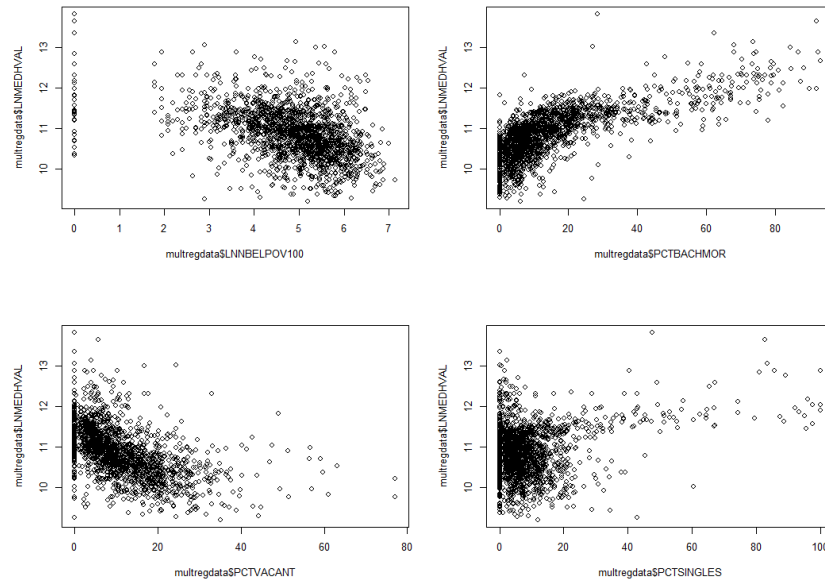 multregdata$LNMEDHVAL
13
12
11
10
0 1 2 3 4 5 6 7
multregdata$LNNBELPOV100
multregdata$LNMEDHVAL
13
12
11
10
0 20 40 60 80
multregdata$PCTBACHMOR
multregdata$LNMEDHVAL
13
12
11
10
0 20 40 60 80
multregdata$PCTVACANT
multregdata$LNMEDHVAL
13
12
11
10
0 20 40 60 80 100
multregdata$PCTSINGLES